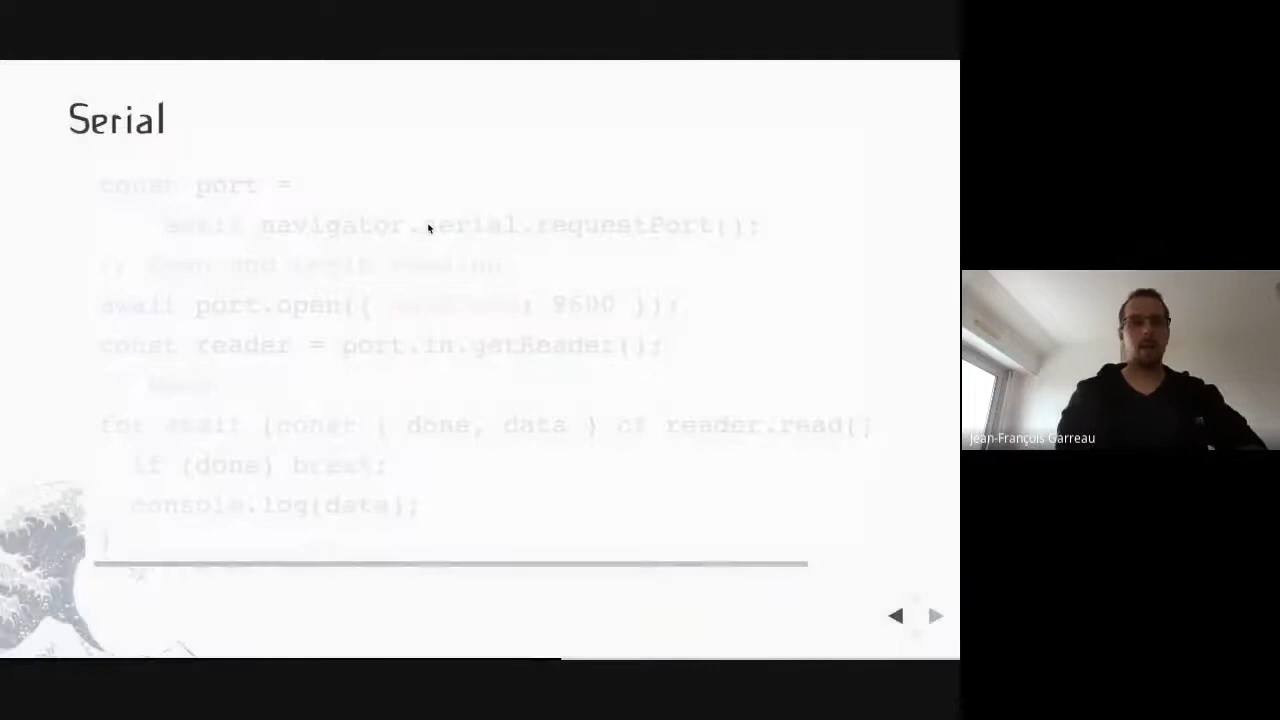 Serial
const port =
await navigator.serial.requestPort();
// Open and begin reading.
await port.open({ : 9600 });
const reader = port.in.getReader();
for await (const { done, data } of reader.read()
if (done) break;
console.log(data);
}
Jean-François Garreau